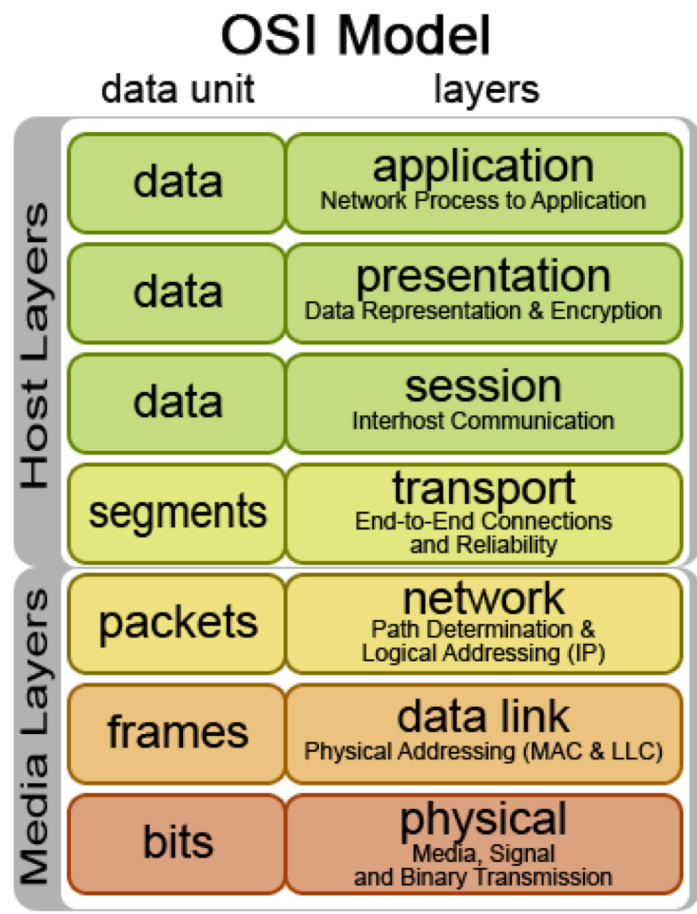 OSI Model
data unit layers
Host Layers
data
application
Network Process to Application
data
presentation
Data Representation & Encryption
data
session
Interhost Communication
segments
transport
End-to-End Connections
and Reliability
Media Layers
packets
network
Path Determination &
Logical Addressing (IP)
frames
data link
Physical Addressing (MAC & LLC)
bits
physical
Media, Signal
and Binary Transmission